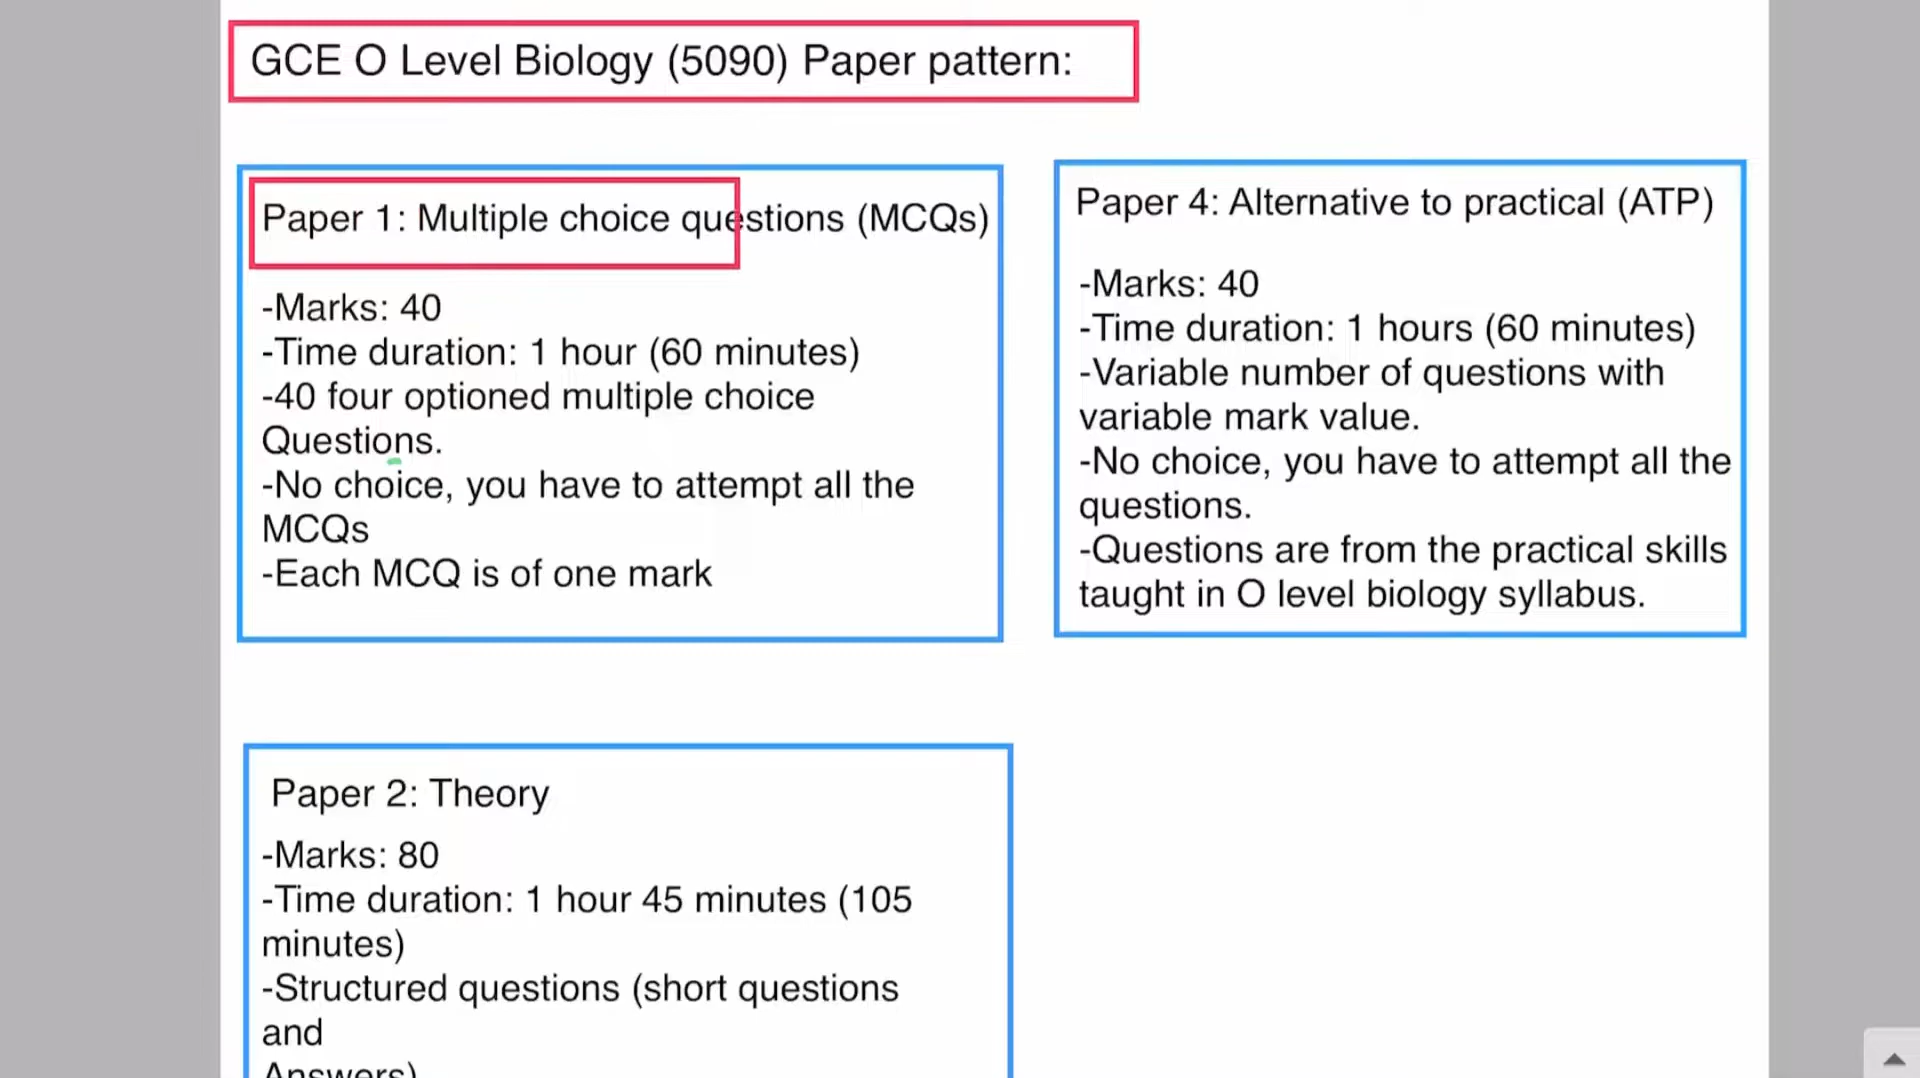 GCE O Level Biology (5090) Paper pattern:
Paper 1: Multiple choice questions (MCQs)
-Marks: 40
-Time duration: 1 hour (60 minutes)
-40 four optioned multiple choice
Questions.
-No choice, you have to attempt all the
MCQs
-Each MCQ is of one mark
Paper 4: Alternative to practical (ATP)
-Marks: 40
-Time duration: 1 hours (60 minutes)
-Variable number of questions with
variable mark value.
-No choice, you have to attempt all the
questions.
-Questions are from the practical skills
taught in O level biology syllabus.
Paper 2: Theory
-Marks: 80
-Time duration: 1 hour 45 minutes (105
minutes)
-Structured questions (short questions
and
Answers)